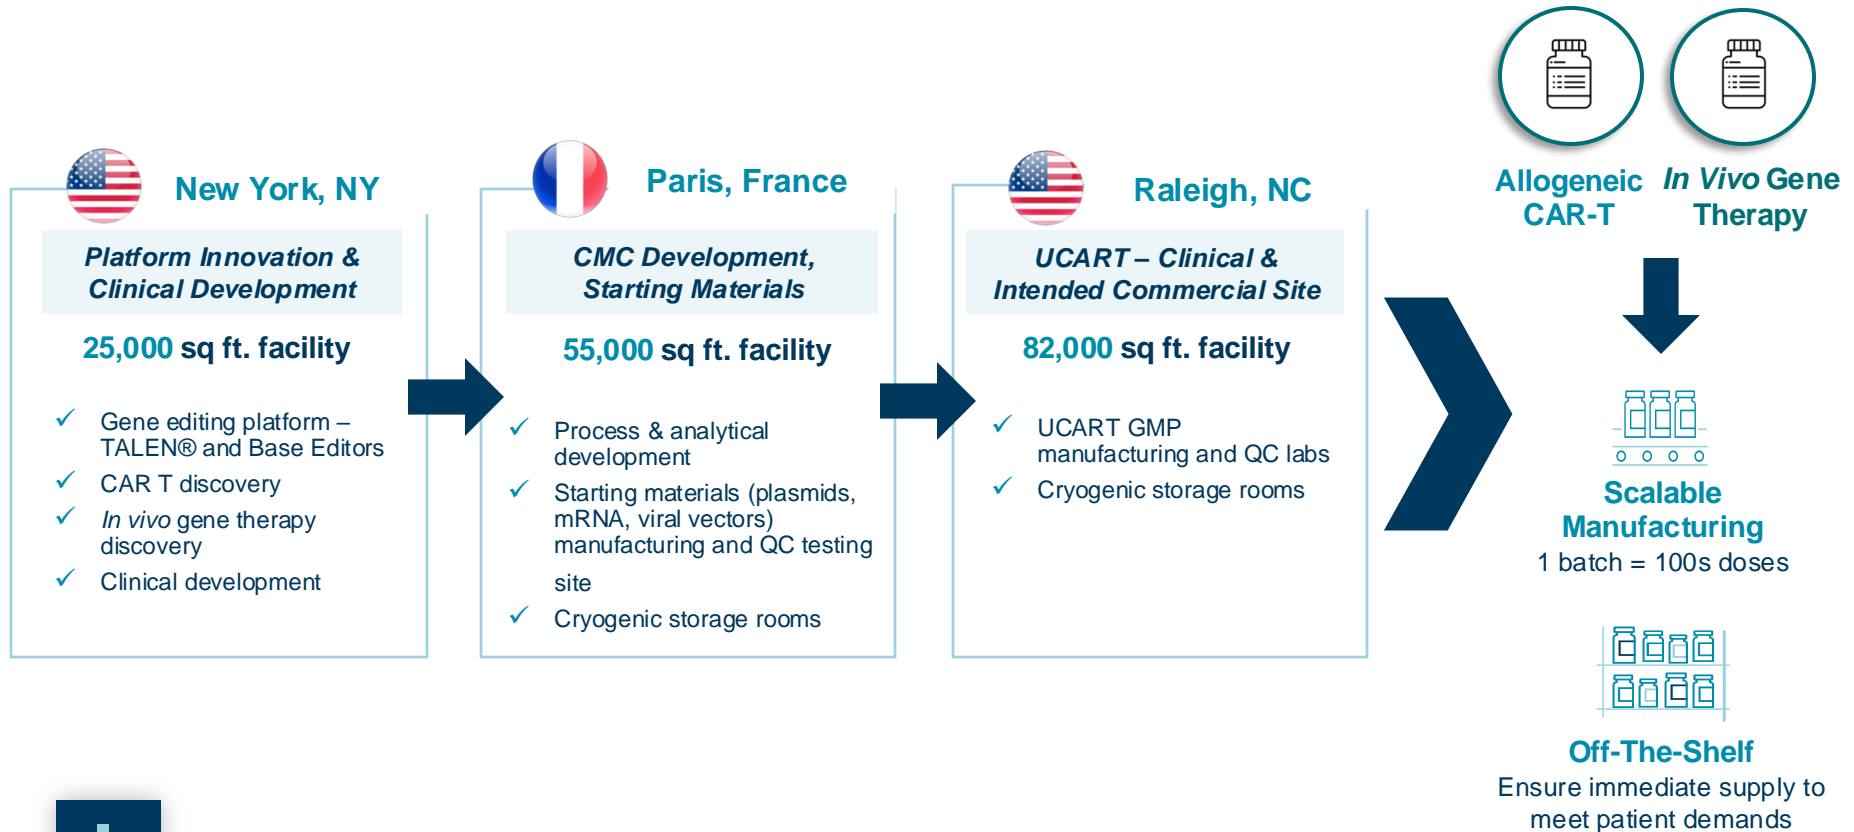 New York, NY
Platform Innovation &
Clinical Development
25,000 sq ft. facility
✓ Gene editing platform –
TALEN® and Base Editors
✓ CAR T discovery
✓ In vivo gene therapy
discovery
✓ Clinical development
Paris, France
CMC Development,
Starting Materials
55,000 sq ft. facility
✓ Process & analytical
development
✓ Starting materials (plasmids,
mRNA, viral vectors)
manufacturing and QC testing
site
✓ Cryogenic storage rooms
Raleigh, NC
UCART – Clinical &
Intended Commercial Site
82,000 sq ft. facility
✓ UCART GMP
manufacturing and QC labs
✓ Cryogenic storage rooms
Allogeneic
CAR-T
In Vivo Gene
Therapy
Scalable
Manufacturing
1 batch = 100s doses
Off-The-Shelf
Ensure immediate supply to
meet patient demands